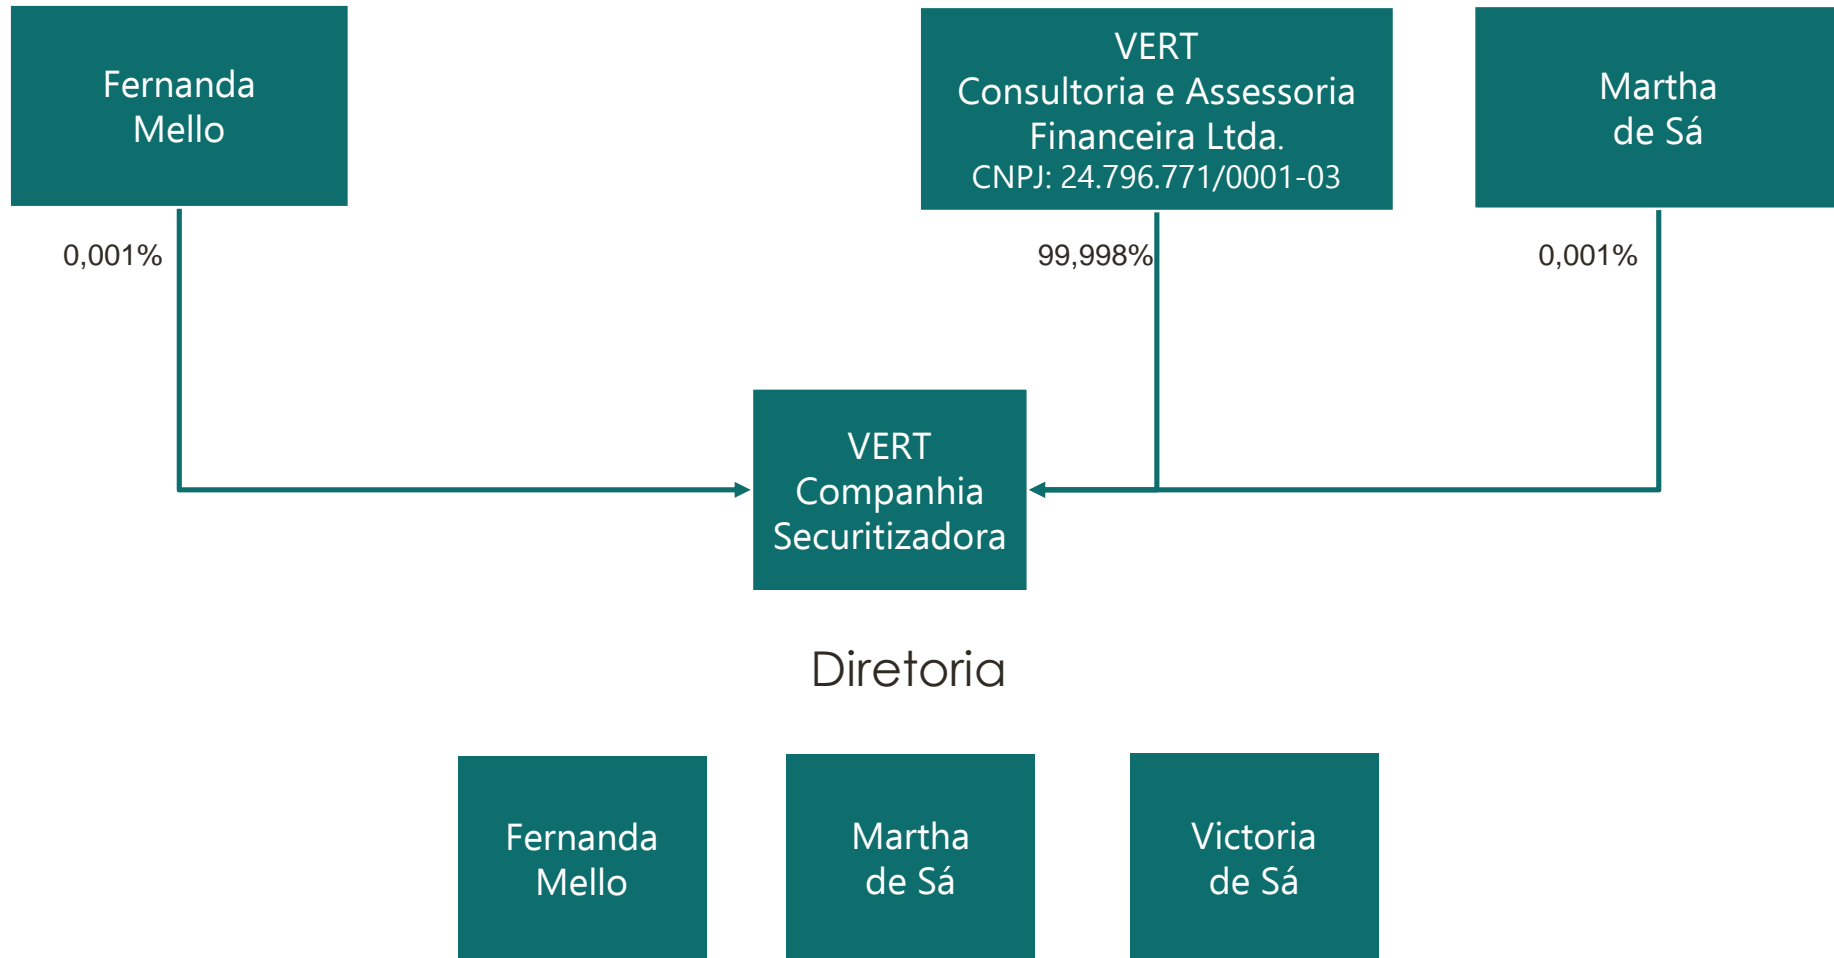 Fernanda
Mello
VERT
Consultoria e Assessoria
Financeira Ltda.
CNPJ: 24.796.771/0001-03
Martha
de Sá
0,001%
99,998%
0,001%
VERT
Companhia
Securitizadora
Diretoria
Fernanda
Mello
Martha
de Sá
Victoria
de Sá